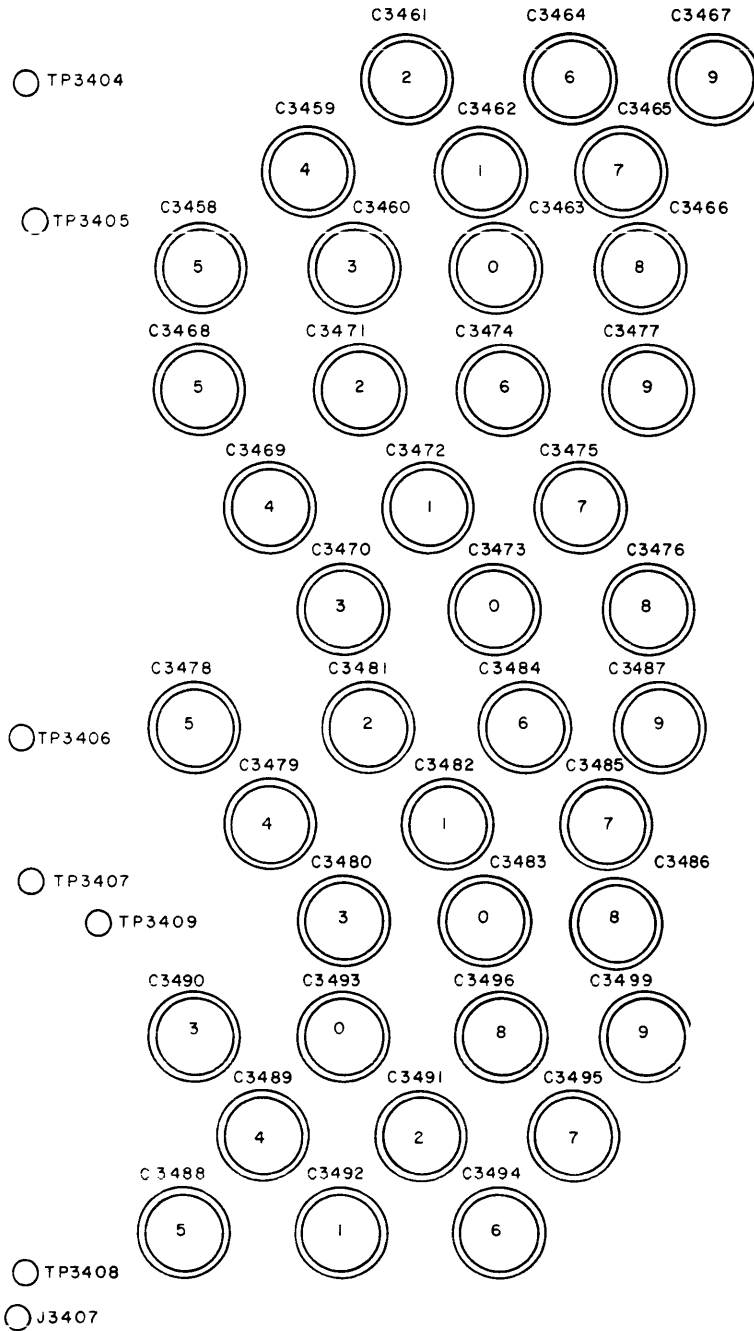 C3461 C3464 C3467
TP3404 2 6 9
C3459 C3462 C3465
4 1 7
C3458 C3460 C3463 C3466
TP3405
5 3 0 8
C3468 C3471 C3474 C3477
5 2 6 9
C3469 C3472 C3475
4 1 7
C3470 C3473 C3476
3 0 8
C3478 C3481 C3484 C3487
5 2 6 9
TP3406
C3479 C3482 C3485
4 1 7
C3480 C3483 C3486
TP3407
TP3409 3 0 8
C3490 C3493 C3496 C3499
3 0 8 9
C3489 C3491 C3495
4 2 7
C3488 C3492 C3494
5 1 6
TP3408
J3407